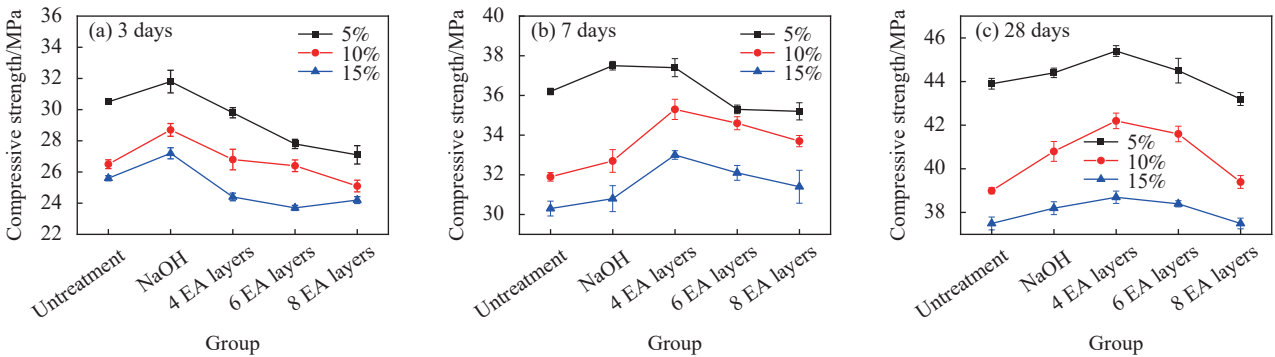 (a) 3 days
5%
10%
15%
Compressive strength/MPa
34
32
30
28
26
24
22
Untreatment
NaOH
4 EA layers
6 EA layers
8 EA layers
Group
(b) 7 days
5%
10%
15%
Compressive strength/MPa
40
38
36
34
32
30
Untreatment
NaOH
4 EA layers
6 EA layers
8 EA layers
Group
(c) 28 days
5%
10%
15%
Compressive strength/MPa
46
44
42
40
38
Untreatment
NaOH
4 EA layers
6 EA layers
8 EA layers
Group